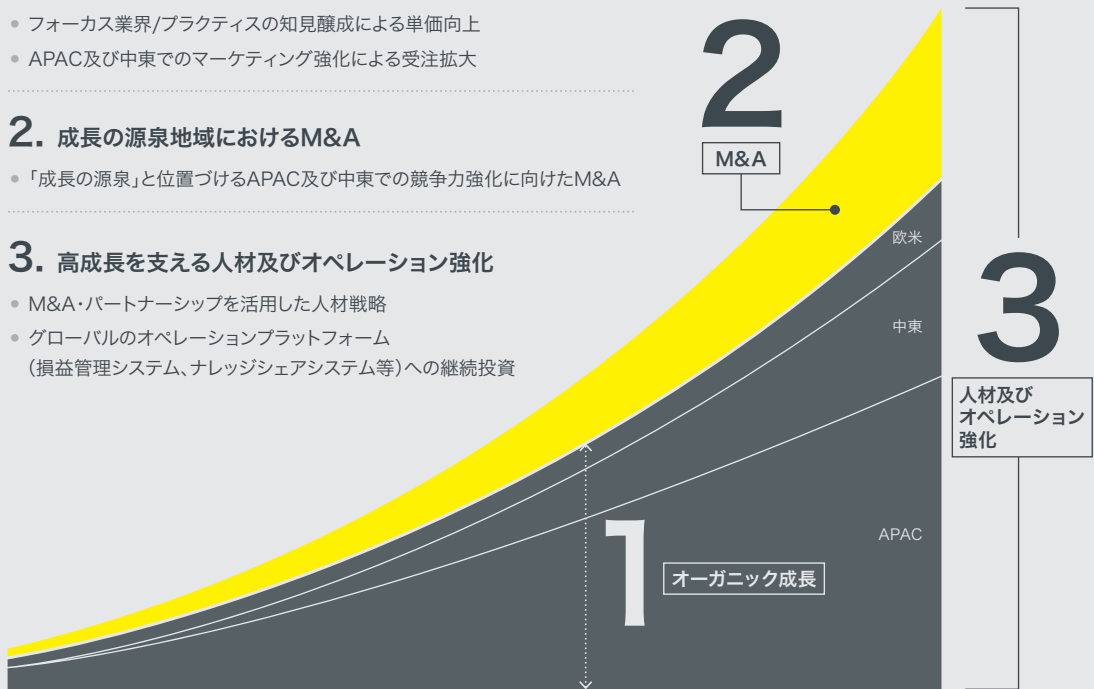 • フォーカス業界/プラクティスの知見醸成による単価向上
• APAC及び中東でのマーケティング強化による受注拡大
2. 成長の源泉地域におけるM&A
• 「成長の源泉」と位置づけるAPAC及び中東での競争力強化に向けたM&A
3. 高成長を支える人材及びオペレーション強化
• M&A・パートナーシップを活用した人材戦略
• グローバルのオペレーションプラットフォーム
(損益管理システム、ナレッジシェアシステム等)への継続投資
2
M&A
欧米
中東
APAC
1
オーガニック成長
3
人材及び
オペレーション
強化